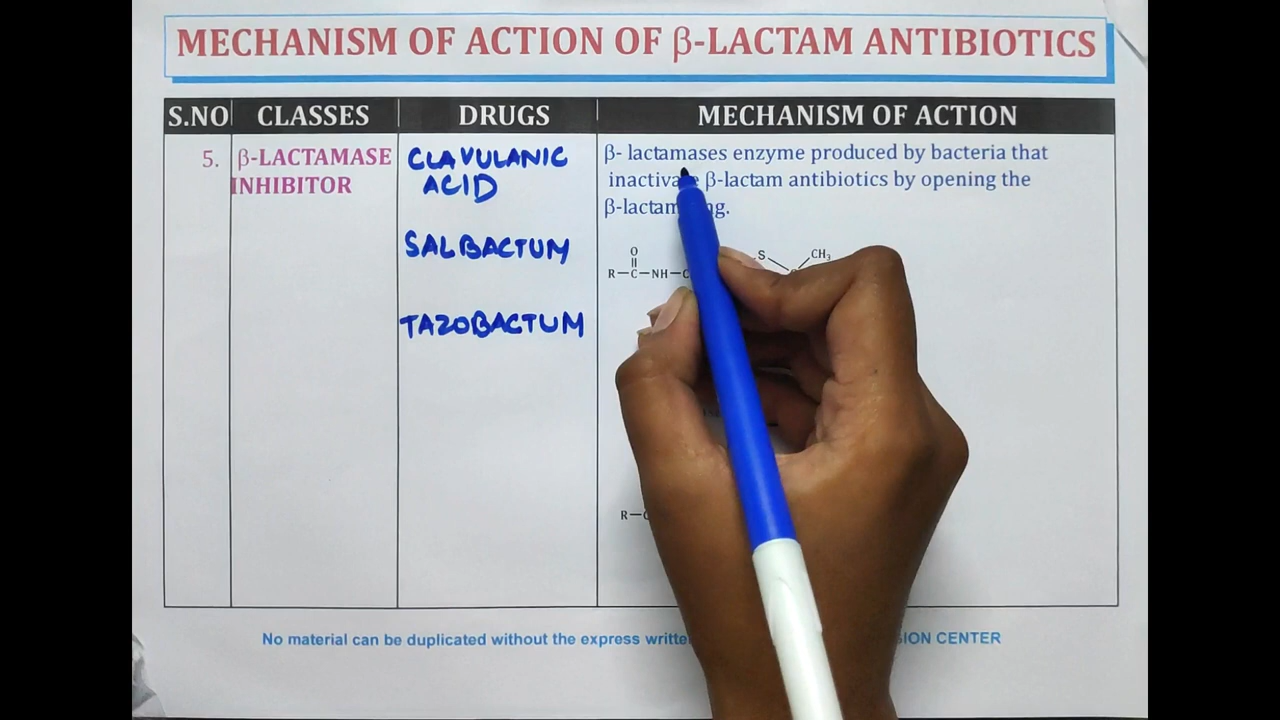 MECHANISM OF ACTION OF β-LACTAM ANTIBIOTICS
S.NO CLASSES DRUGS MECHANISM OF ACTION
5. β-LACTAMASE
INHIBITOR
CLAVULANIC
ACID
SALBACTUM
TAZOBACTUM
β- lactamases enzyme produced by bacteria that
β-lactam antibiotics by opening the
O
S CH₃
R–C–NH–C
R–C
No material can be duplicated without the express CENTER